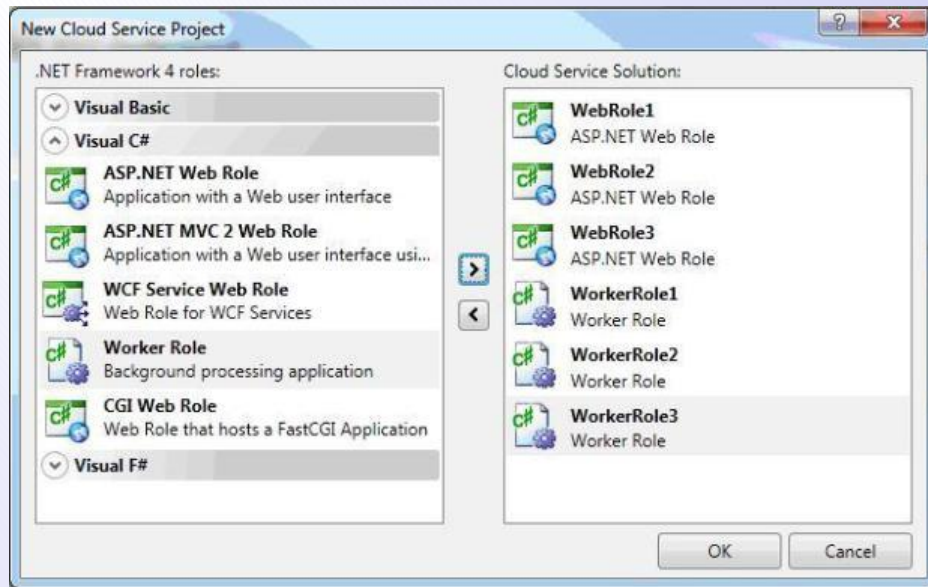 New Cloud Service Project
.NET Framework 4 roles:
Visual Basic
Visual C#
C#
ASP.NET Web Role
Application with a Web user interface
C#
ASP.NET MVC 2 Web Role
Application with a Web user interface usi...
C#
WCF Service Web Role
Web Role for WCF Services
C#
Worker Role
Background processing application
C#
CGI Web Role
Web Role that hosts a FastCGI Application
Visual F#
>
<
Cloud Service Solution:
C#
WebRole1
ASP.NET Web Role
C#
WebRole2
ASP.NET Web Role
C#
WebRole3
ASP.NET Web Role
C#
WorkerRole1
Worker Role
C#
WorkerRole2
Worker Role
C#
WorkerRole3
Worker Role
OK
Cancel